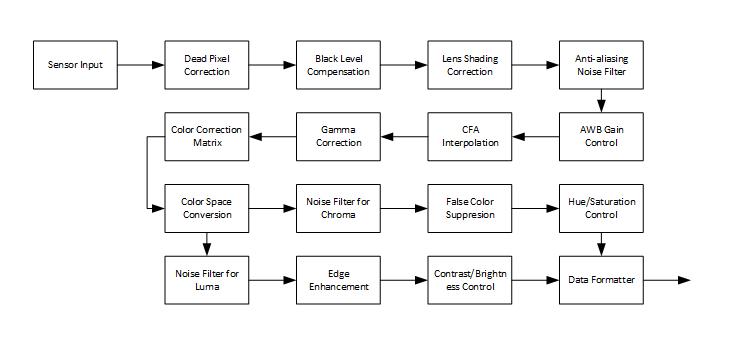 Sensor Input
Dead Pixel
Correction
Black Level
Compensation
Lens Shading
Correction
Anti-aliasing
Noise Filter
Color Correction
Matrix
Gamma
Correction
CFA
Interpolation
AWB Gain
Control
Color Space
Conversion
Noise Filter for
Chroma
False Color
Suppresion
Hue/Saturation
Control
Noise Filter for
Luma
Edge
Enhancement
Contrast/Brightn
ess Control
Data Formatter